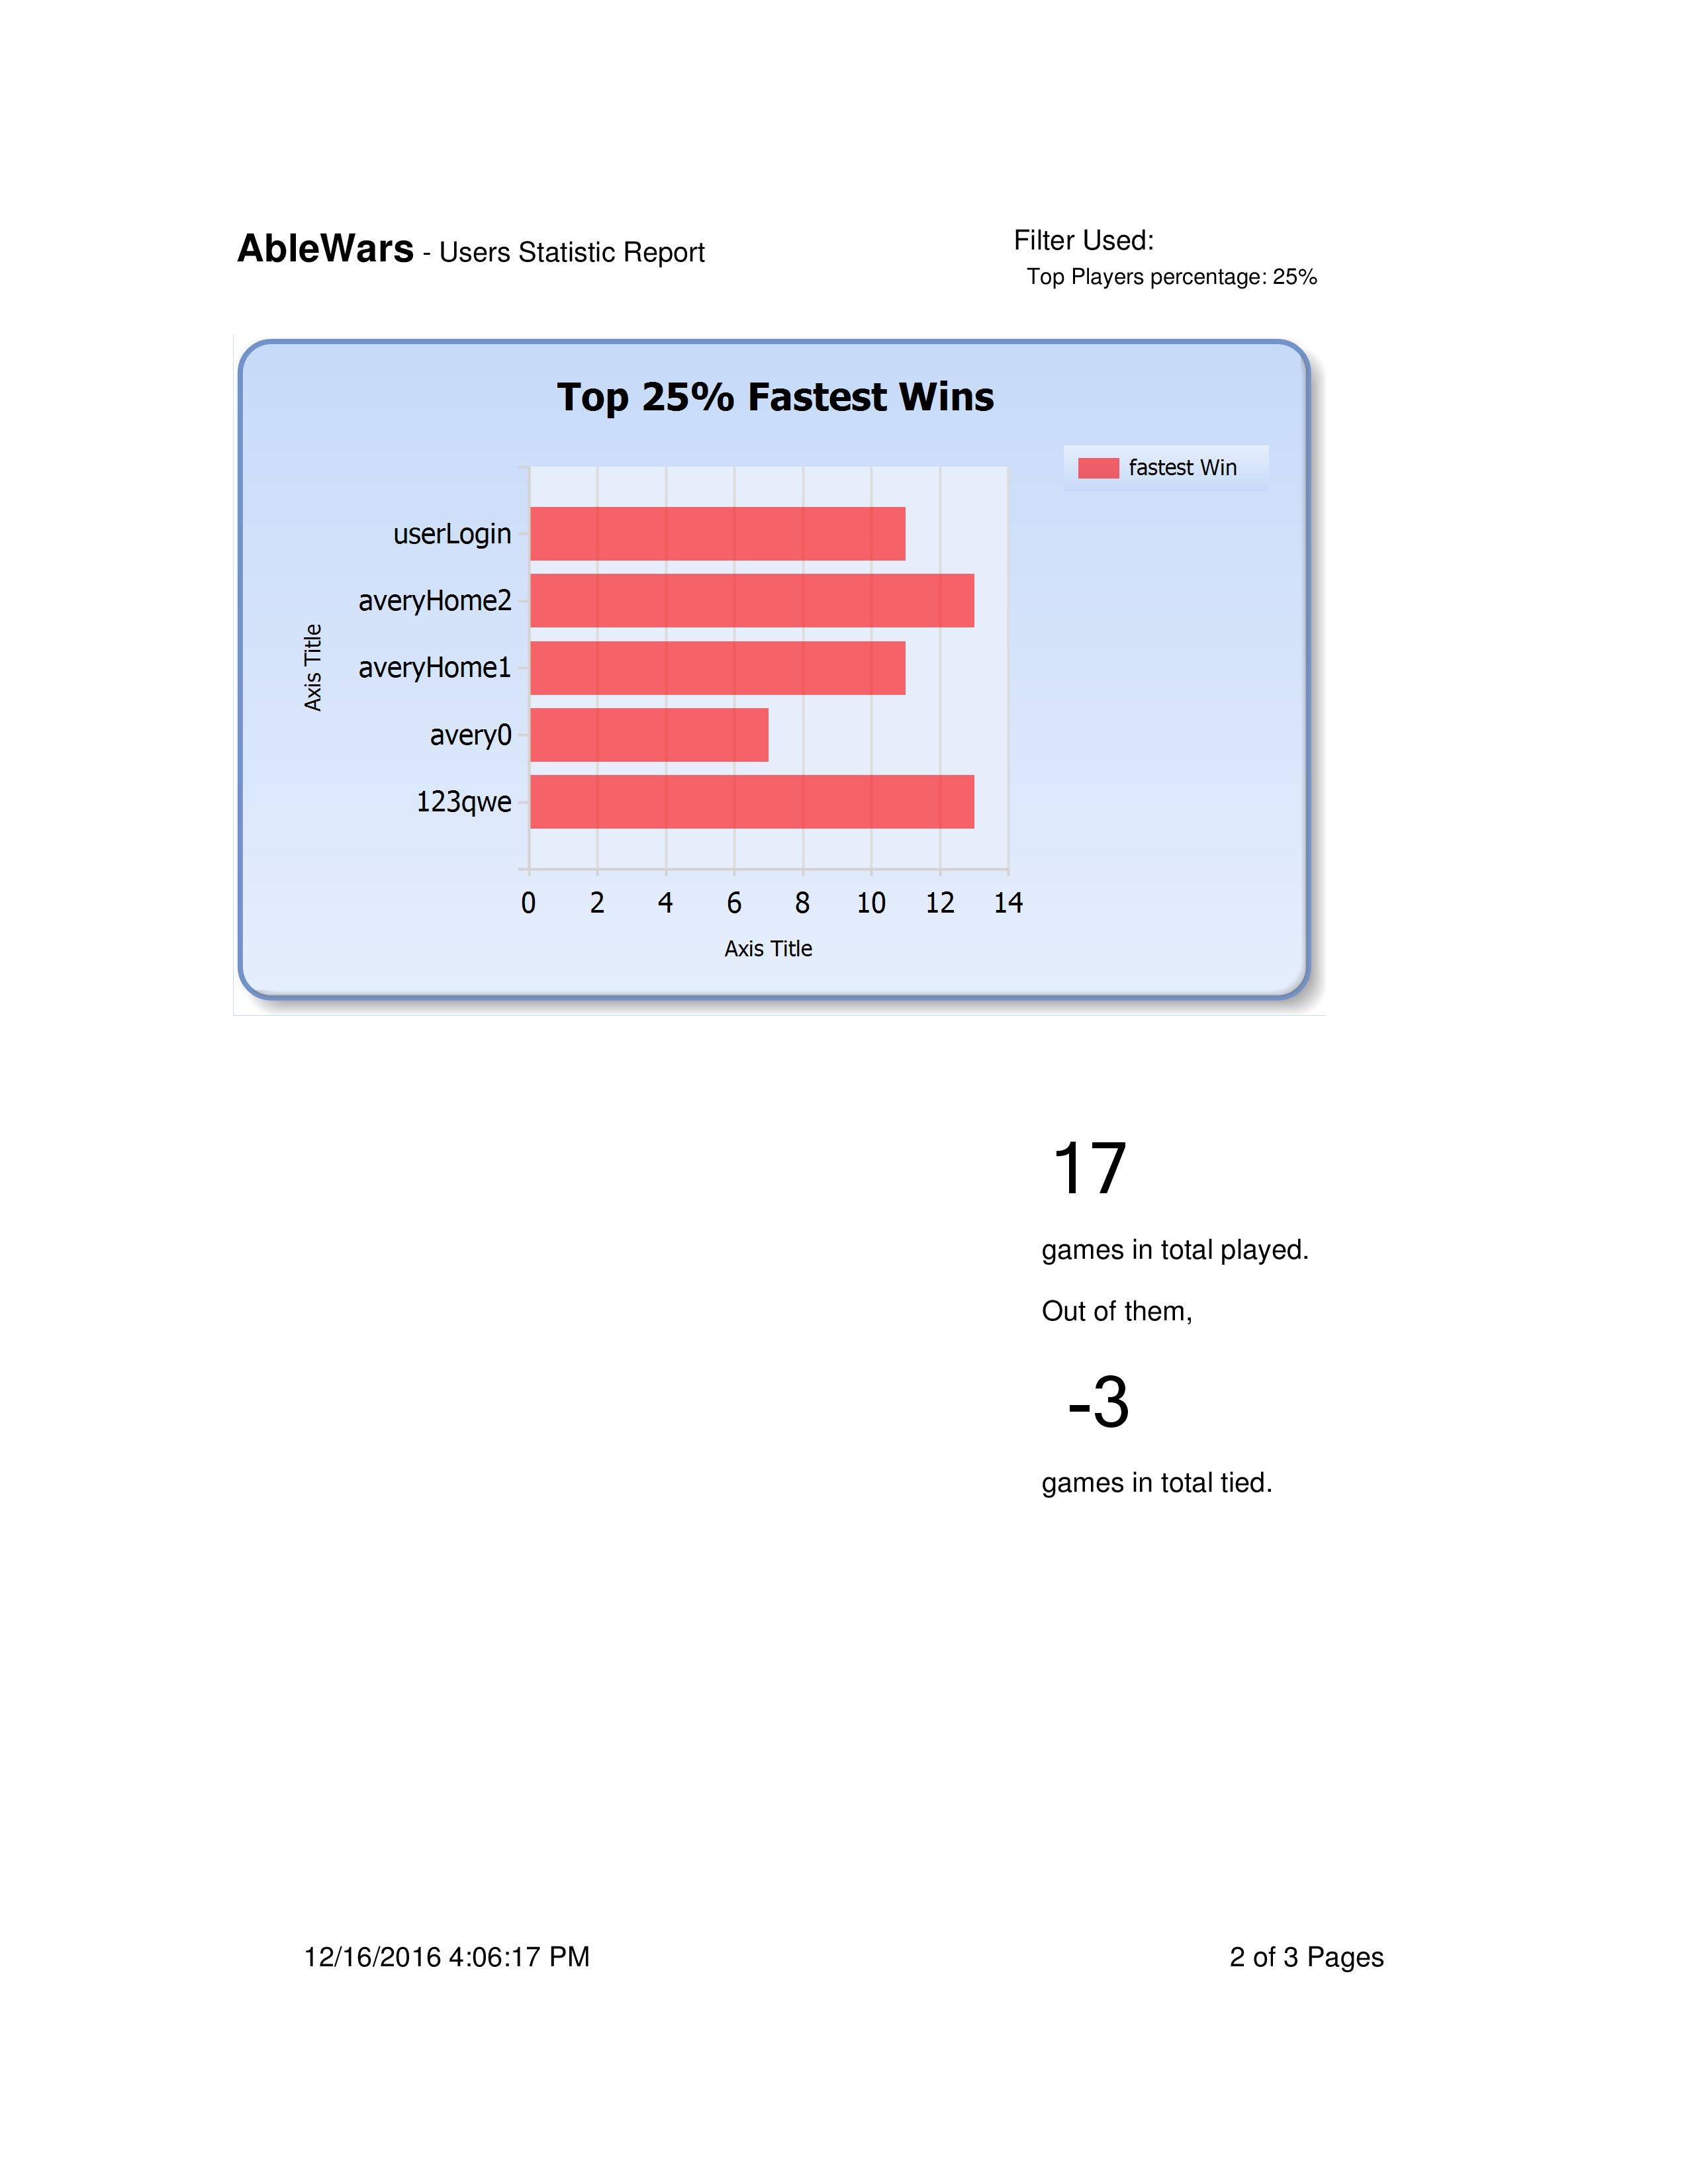 AbleWars - Users Statistic Report
Filter Used:
Top Players percentage: 25%
Top 25% Fastest Wins
fastest Win
userLogin
averyHome2
averyHome1
avery0
123qwe
Axis Title
0 2 4 6 8 10 12 14
Axis Title
17
games in total played.
Out of them,
-3
games in total tied.
12/16/2016 4:06:17 PM
2 of 3 Pages